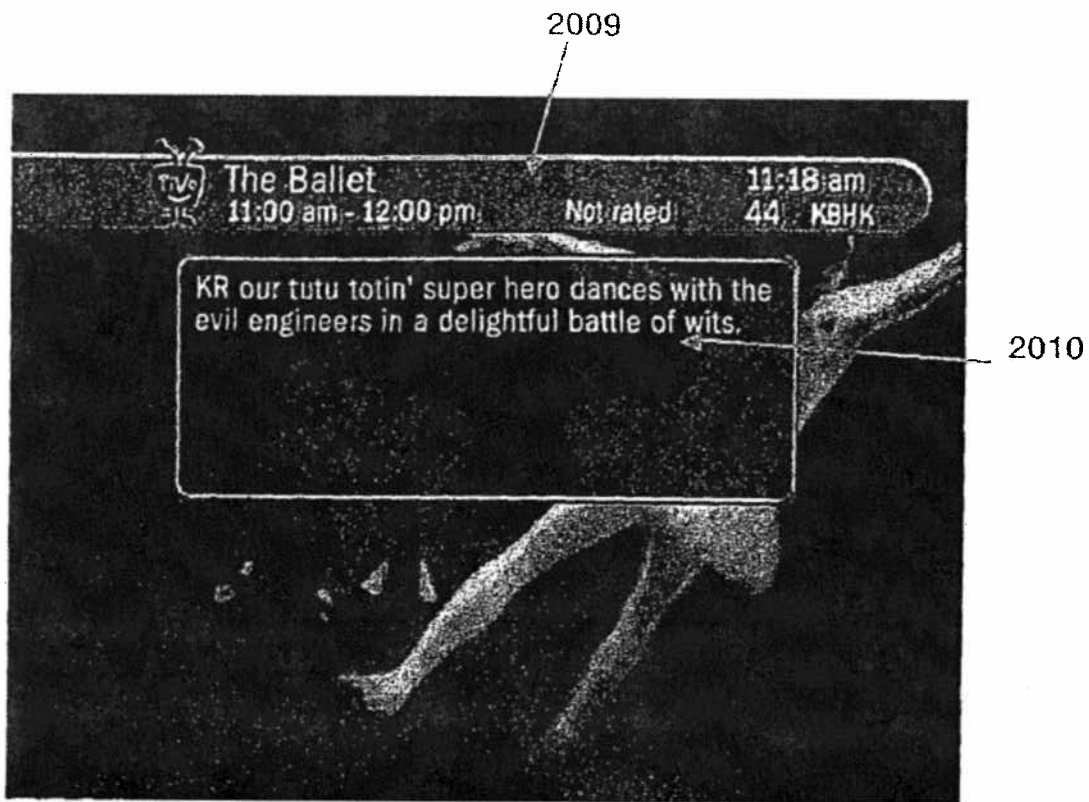 2009
TiVo
The Ballet
11:18 am
11:00 am - 12:00 pm
Not rated
44 KBHK
KR our tutu totin' super hero dances with the
evil engineers in a delightful battle of wits.
2010